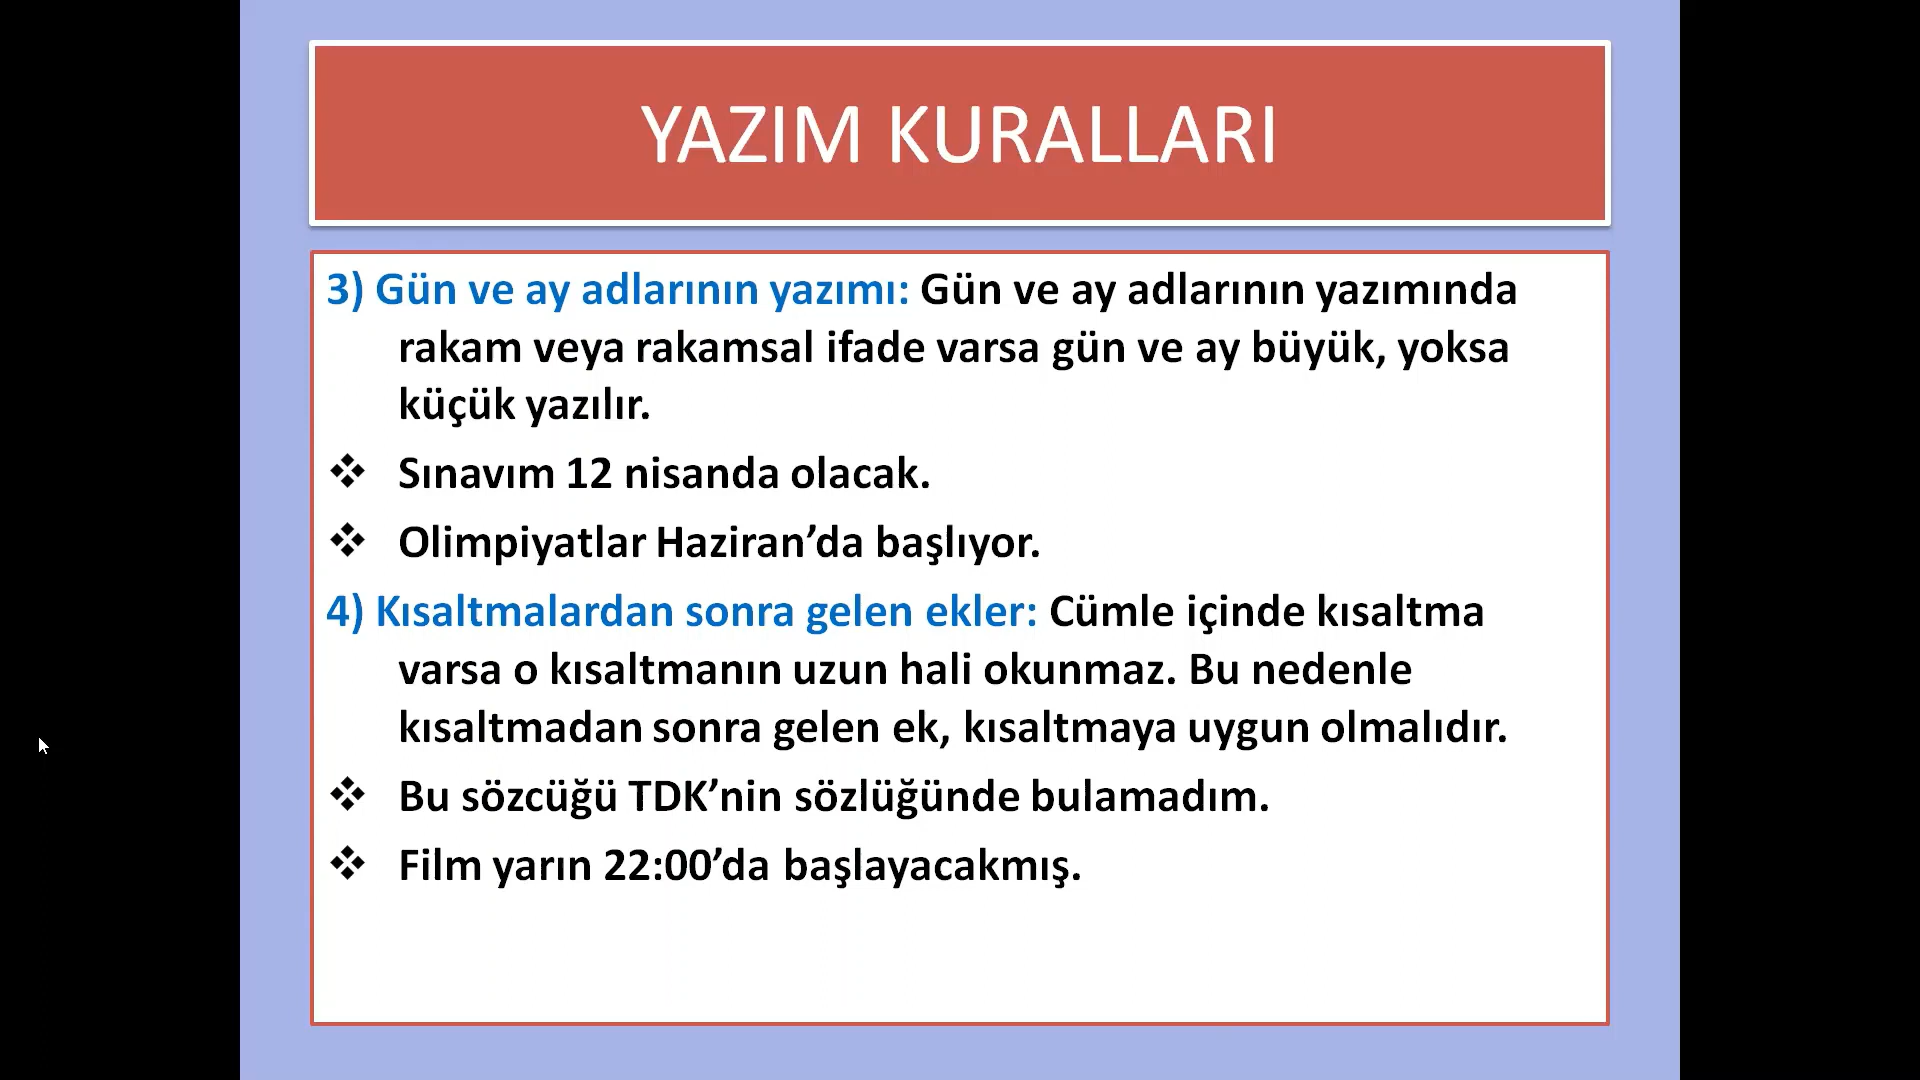 YAZIM KURALLARI
3) Gün ve ay adlarının yazımı: Gün ve ay adlarının yazımında
rakam veya rakamsal ifade varsa gün ve ay büyük, yoksa
küçük yazılır.
❖ Sınavım 12 nisanda olacak.
❖ Olimpiyatlar Haziran’da başlıyor.
4) Kısaltmalardan sonra gelen ekler: Cümle içinde kısaltma
varsa o kısaltmanın uzun hali okunmaz. Bu nedenle
kısaltmadan sonra gelen ek, kısaltmaya uygun olmalıdır.
❖ Bu sözcüğü TDK’nin sözlüğünde bulamadım.
❖ Film yarın 22:00’da başlayacakmış.